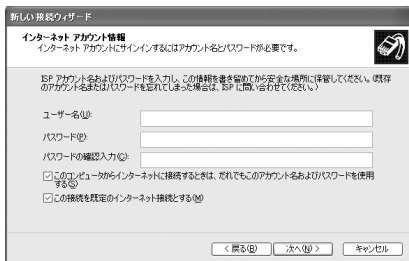 新しい接続ウィザード
インターネット アカウント情報
インターネット アカウントにサインインするにはアカウント名とパスワードが必要です。
ISP アカウント名およびパスワードを入力し、この情報を書き留めてから安全な場所に保管してください。(既存
のアカウント名またはパスワードを忘れてしまった場合は、ISP に問い合わせてください。)
ユーザー名(U):
パスワード(P):
パスワードの確認入力(C):
このコンピュータからインターネットに接続するときは、だれでもこのアカウント名およびパスワードを使用
する(S)
この接続を既定のインターネット接続とする(M)
< 戻る(B) 次へ(N) > キャンセル